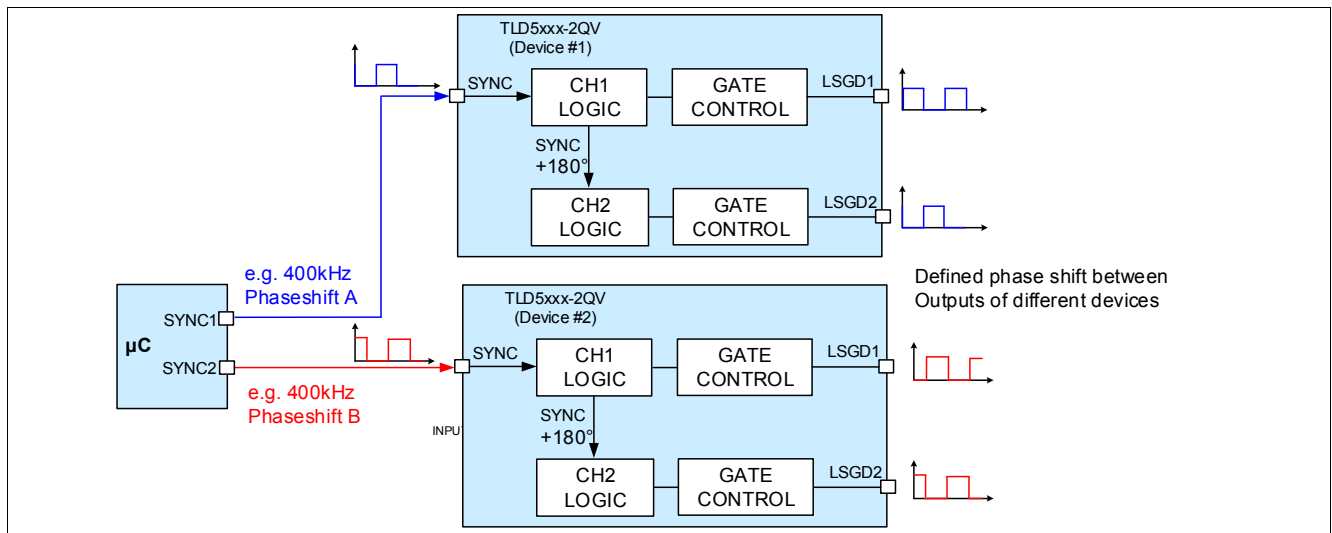 TLD5xxx-2QV
(Device #1)
SYNC
CH1
LOGIC
GATE
CONTROL
LSGD1
SYNC
+180°
CH2
LOGIC
GATE
CONTROL
LSGD2
e.g. 400kHz
Phaseshift A
µC
SYNC1
SYNC2
e.g. 400kHz
Phaseshift B
INPU
Defined phase shift between
Outputs of different devices
TLD5xxx-2QV
(Device #2)
SYNC
CH1
LOGIC
GATE
CONTROL
LSGD1
SYNC
+180°
CH2
LOGIC
GATE
CONTROL
LSGD2